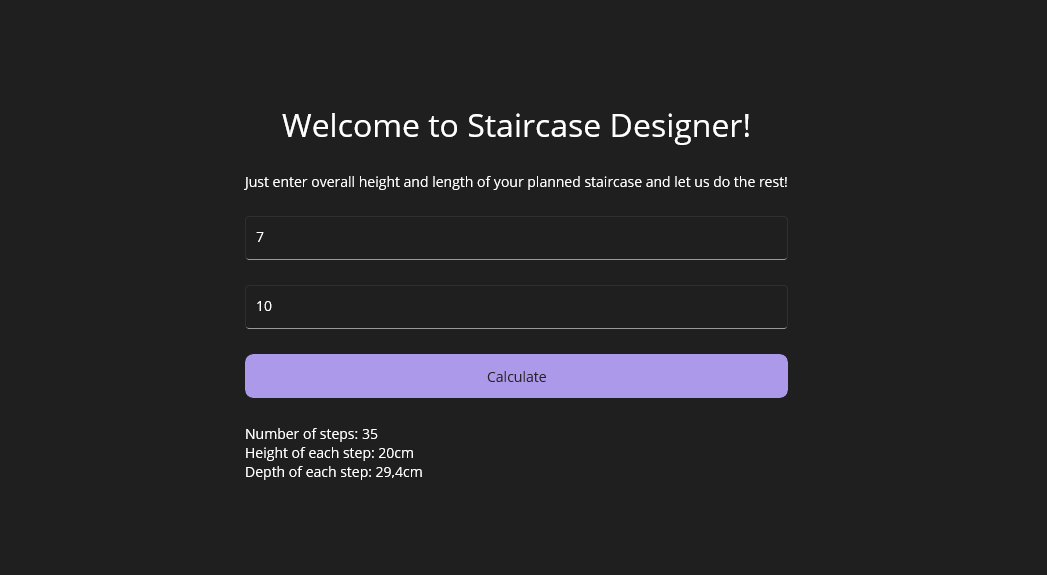 Welcome to Staircase Designer!
Just enter overall height and length of your planned staircase and let us do the rest!
7
10
Calculate
Number of steps: 35
Height of each step: 20cm
Depth of each step: 29,4cm